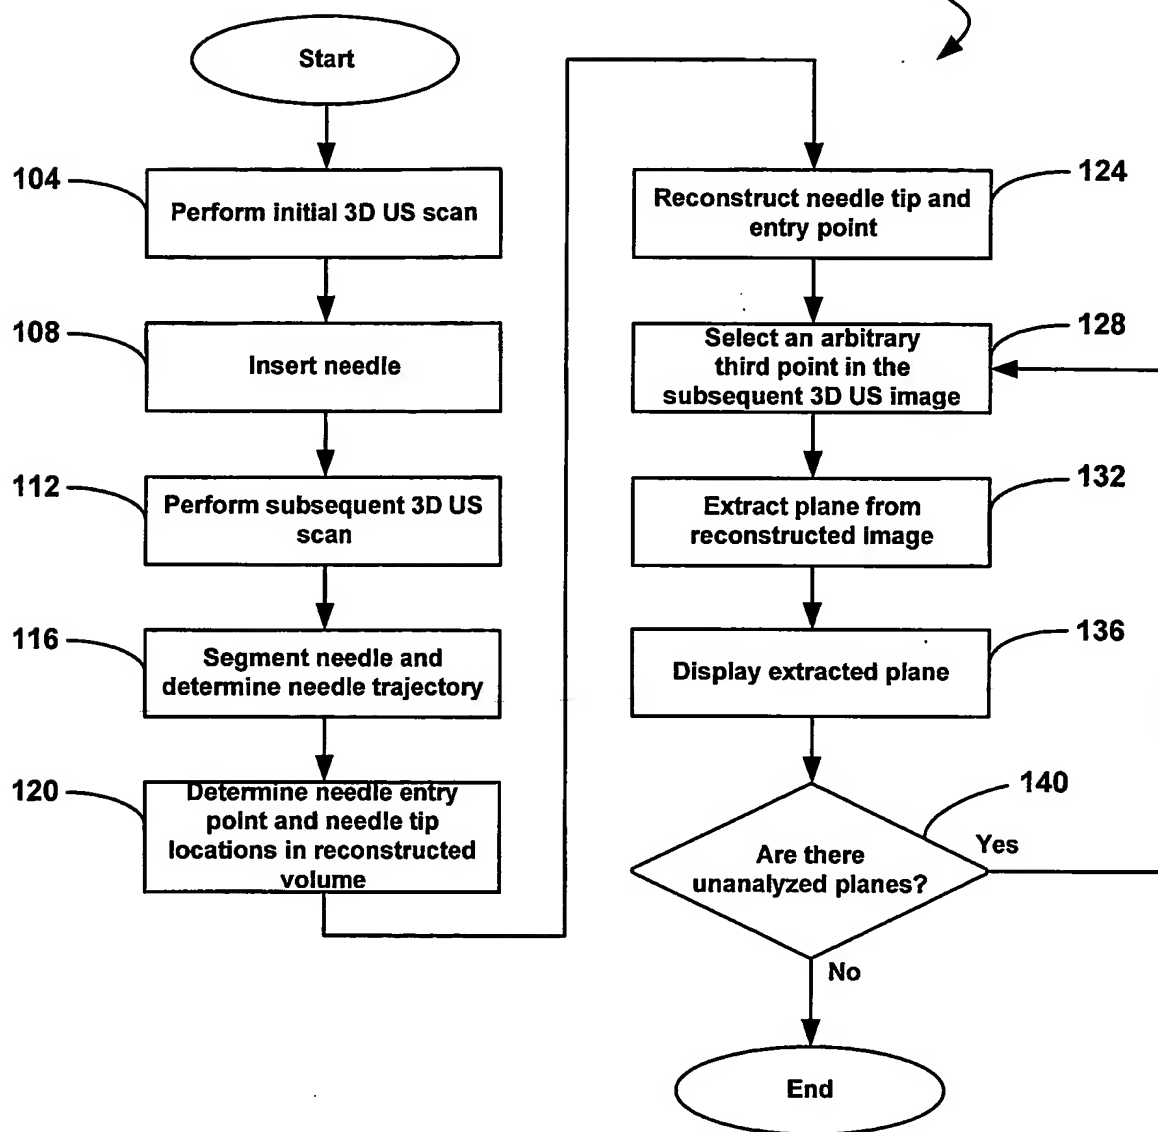 Start
104
Perform initial 3D US scan
108
Insert needle
112
Perform subsequent 3D US
scan
116
Segment needle and
determine needle trajectory
120
Determine needle entry
point and needle tip
locations in reconstructed
volume
124
Reconstruct needle tip and
entry point
128
Select an arbitrary
third point in the
subsequent 3D US image
132
Extract plane from
reconstructed image
136
Display extracted plane
140
Are there
unanalyzed planes?
Yes
No
End